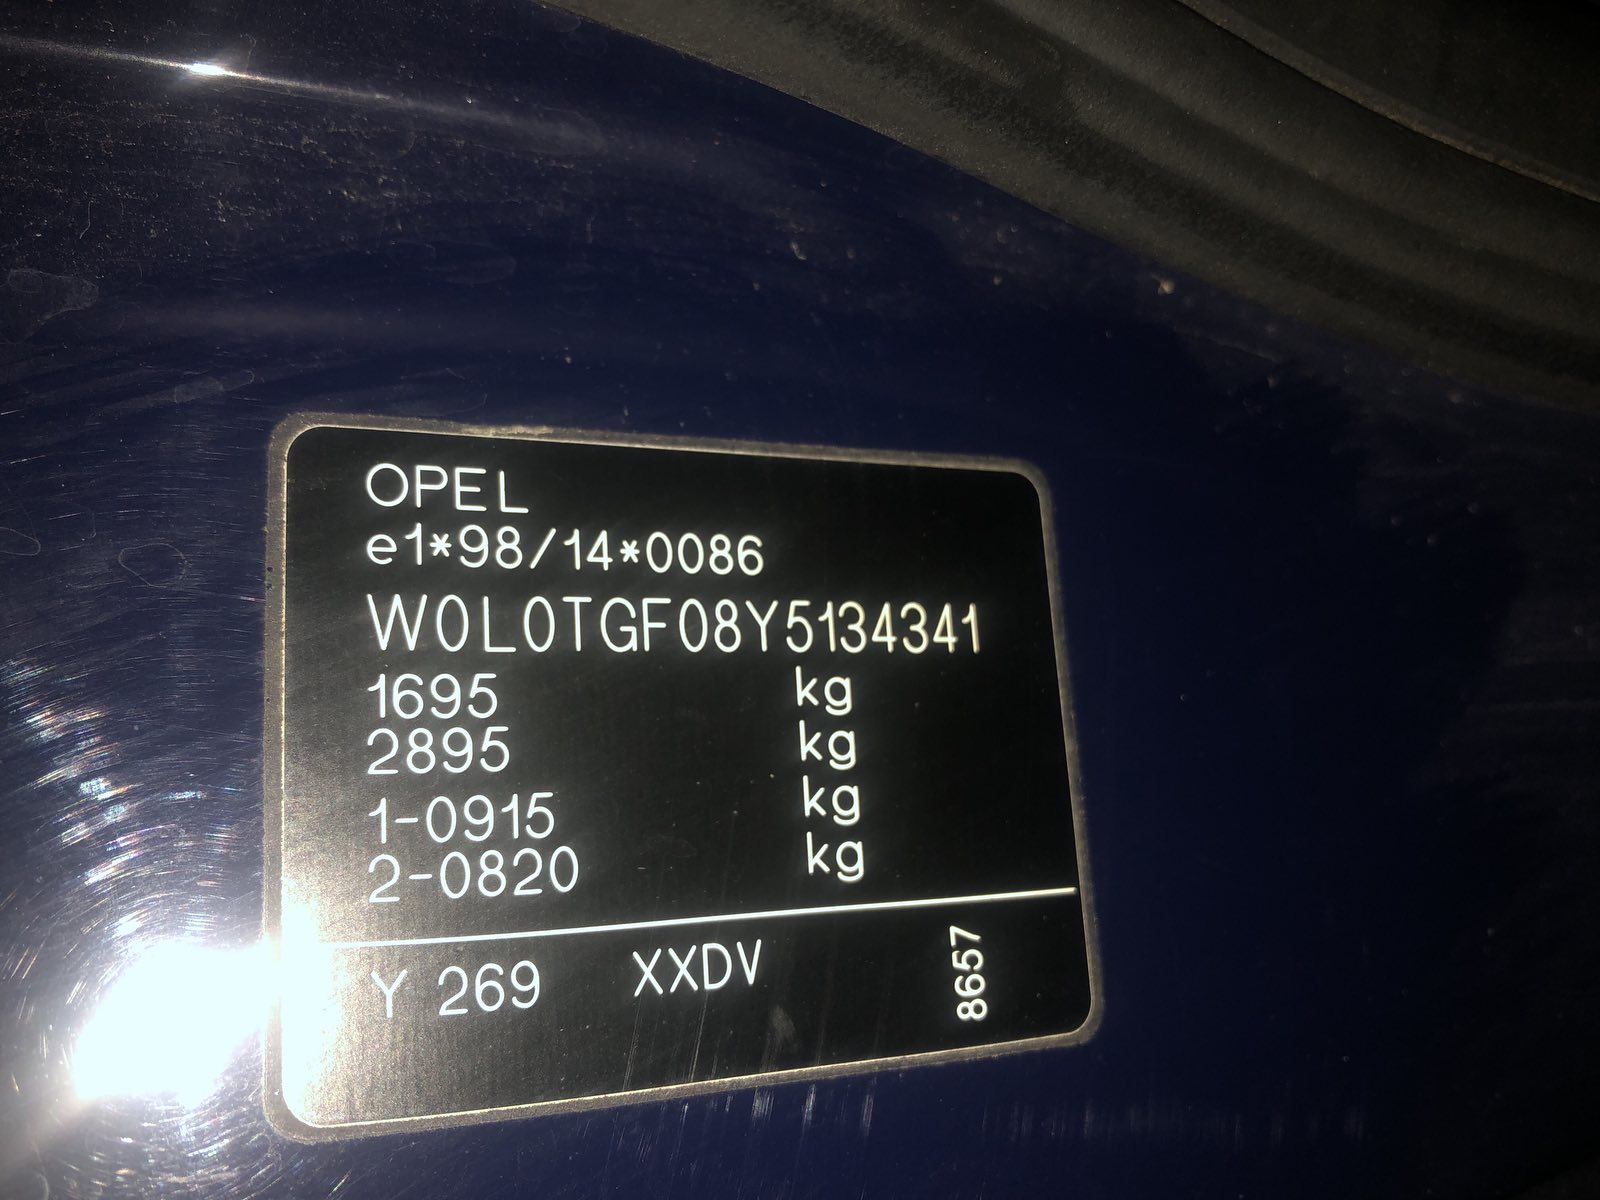 OPEL
e1*98/14*0086
W0L0TGF08Y5134341
1695 kg
2895 kg
1-0915 kg
2-0820 kg
Y 269 XXDV 8657